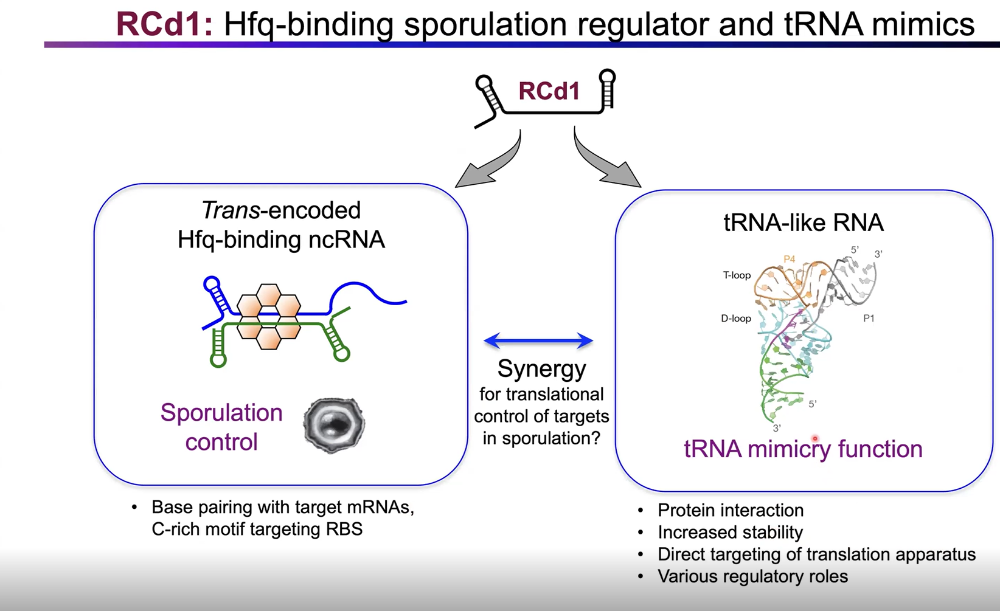 RCd1: Hfq-binding sporulation regulator and tRNA mimics
RCd1
Trans-encoded
Hfq-binding ncRNA
Sporulation
control
Base pairing with target mRNAs,
C-rich motif targeting RBS
Synergy
for translational
control of targets
in sporulation?
tRNA-like RNA
5’
3’
P4
T-loop
D-loop
P1
5’
3’
tRNA mimicry function
Protein interaction
Increased stability
Direct targeting of translation apparatus
Various regulatory roles